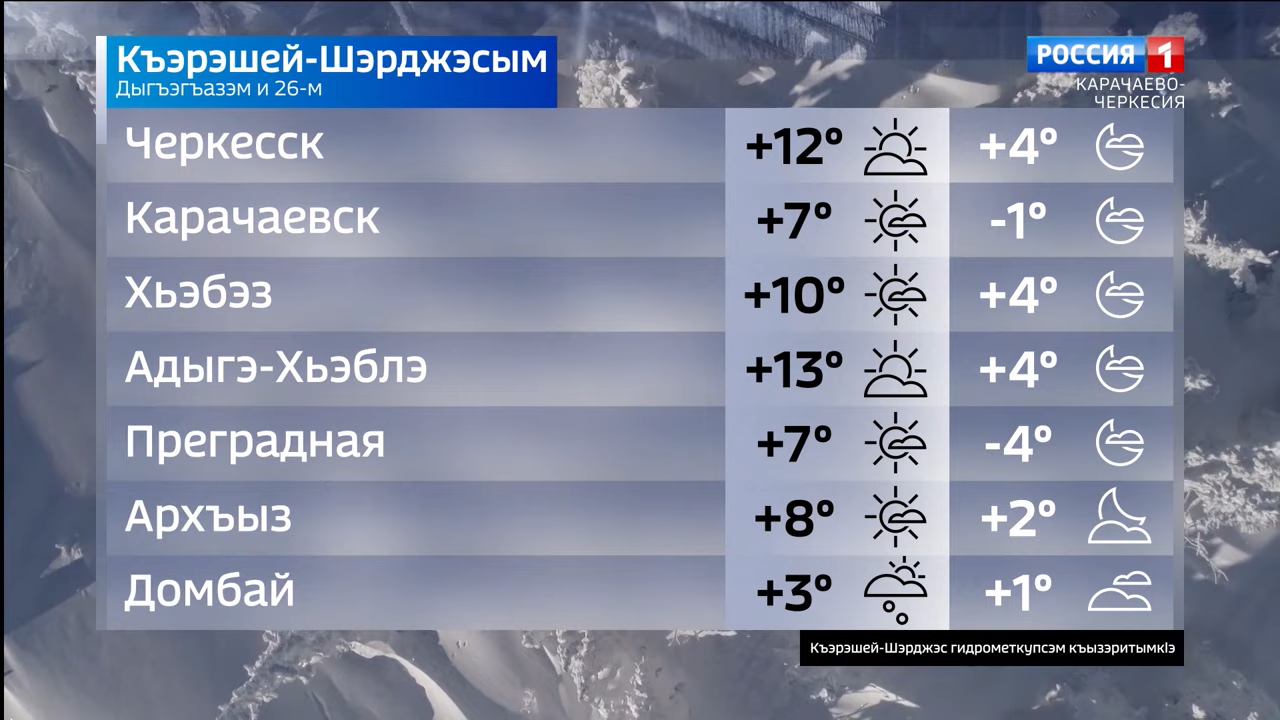 Къэрэшей-Шэрджэсым
Дыгъэгъазэм и 26-м
РОССИЯ 1
КАРАЧАЕВО-
ЧЕРКЕСИЯ
Черкесск +12° +4°
Карачаевск +7° -1°
Хьэбэз +10° +4°
Адыгэ-Хьэблэ +13° +4°
Преградная +7° -4°
Архъыз +8° +2°
Домбай +3° +1°
Къэрэшей-Шэрджэс гидрометкупсэм къызэритымкІэ